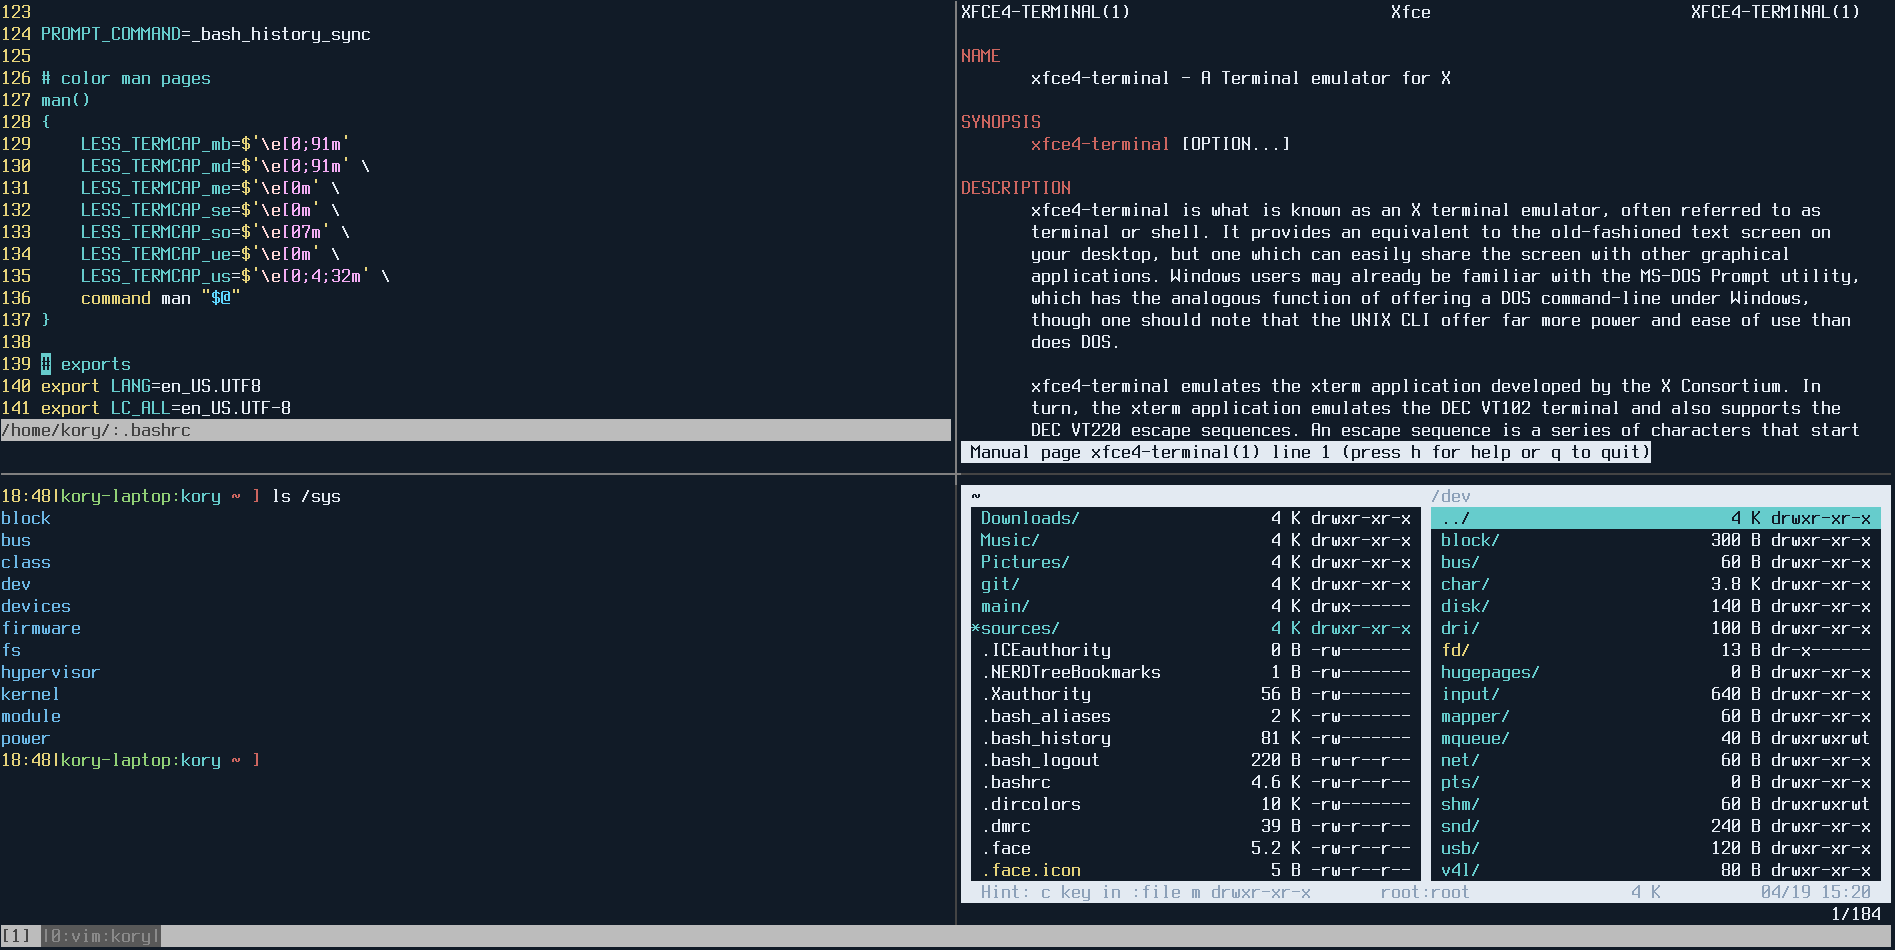 123
124 PROMPT_COMMAND=_bash_history_sync
125
126 # color man pages
127 man()
128 {
129     LESS_TERMCAP_mb=$'\e[0;91m'
130     LESS_TERMCAP_md=$'\e[0;91m' \
131     LESS_TERMCAP_me=$'\e[0m' \
132     LESS_TERMCAP_se=$'\e[0m' \
133     LESS_TERMCAP_so=$'\e[07m' \
134     LESS_TERMCAP_ue=$'\e[0m' \
135     LESS_TERMCAP_us=$'\e[0;4;32m' \
136     command man "$@"
137 }
138
139 # exports
140 export LANG=en_US.UTF8
141 export LC_ALL=en_US.UTF-8
/home/kory/:.bashrc
XFCE4-TERMINAL(1) Xfce XFCE4-TERMINAL(1)
NAME
xfce4-terminal - A Terminal emulator for X
SYNOPSIS
xfce4-terminal [OPTION...]
DESCRIPTION
xfce4-terminal is what is known as an X terminal emulator, often referred to as
terminal or shell. It provides an equivalent to the old-fashioned text screen on
your desktop, but one which can easily share the screen with other graphical
applications. Windows users may already be familiar with the MS-DOS Prompt utility,
which has the analogous function of offering a DOS command-line under Windows,
though one should note that the UNIX CLI offer far more power and ease of use than
does DOS.
xfce4-terminal emulates the xterm application developed by the X Consortium. In
turn, the xterm application emulates the DEC VT102 terminal and also supports the
DEC VT220 escape sequences. An escape sequence is a series of characters that start
Manual page xfce4-terminal(1) line 1 (press h for help or q to quit)
18:48|kory-laptop:kory ~ ] ls /sys
block
bus
class
dev
devices
firmware
fs
hypervisor
kernel
module
power
18:48|kory-laptop:kory ~ ]
~
Downloads/ 4 K drwxr-xr-x
Music/ 4 K drwxr-xr-x
Pictures/ 4 K drwxr-xr-x
git/ 4 K drwxr-xr-x
main/ 4 K drwx------
*sources/ 4 K drwxr-xr-x
.ICEauthority 0 B -rw-------
.NERDTreeBookmarks 1 B -rw-------
.Xauthority 56 B -rw-------
.bash_aliases 2 K -rw-------
.bash_history 81 K -rw-------
.bash_logout 220 B -rw-r--r--
.bashrc 4.6 K -rw-r--r--
.dircolors 10 K -rw-------
.dmrc 39 B -rw-r--r--
.face 5.2 K -rw-r--r--
.face.icon 5 B -rw-r--r--
/dev
../ 4 K drwxr-xr-x
block/ 300 B drwxr-xr-x
bus/ 60 B drwxr-xr-x
char/ 3.8 K drwxr-xr-x
disk/ 140 B drwxr-xr-x
dri/ 100 B drwxr-xr-x
fd/ 13 B dr-x------
hugepages/ 0 B drwxr-xr-x
input/ 640 B drwxr-xr-x
mapper/ 60 B drwxr-xr-x
mqueue/ 40 B drwxrwxrwt
net/ 60 B drwxr-xr-x
pts/ 0 B drwxr-xr-x
shm/ 60 B drwxrwxrwt
snd/ 240 B drwxr-xr-x
usb/ 120 B drwxr-xr-x
v4l/ 80 B drwxr-xr-x
Hint: c key in :file m drwxr-xr-x root:root 4 K 04/19 15:20
1/184
[1] |0:vim:kory|